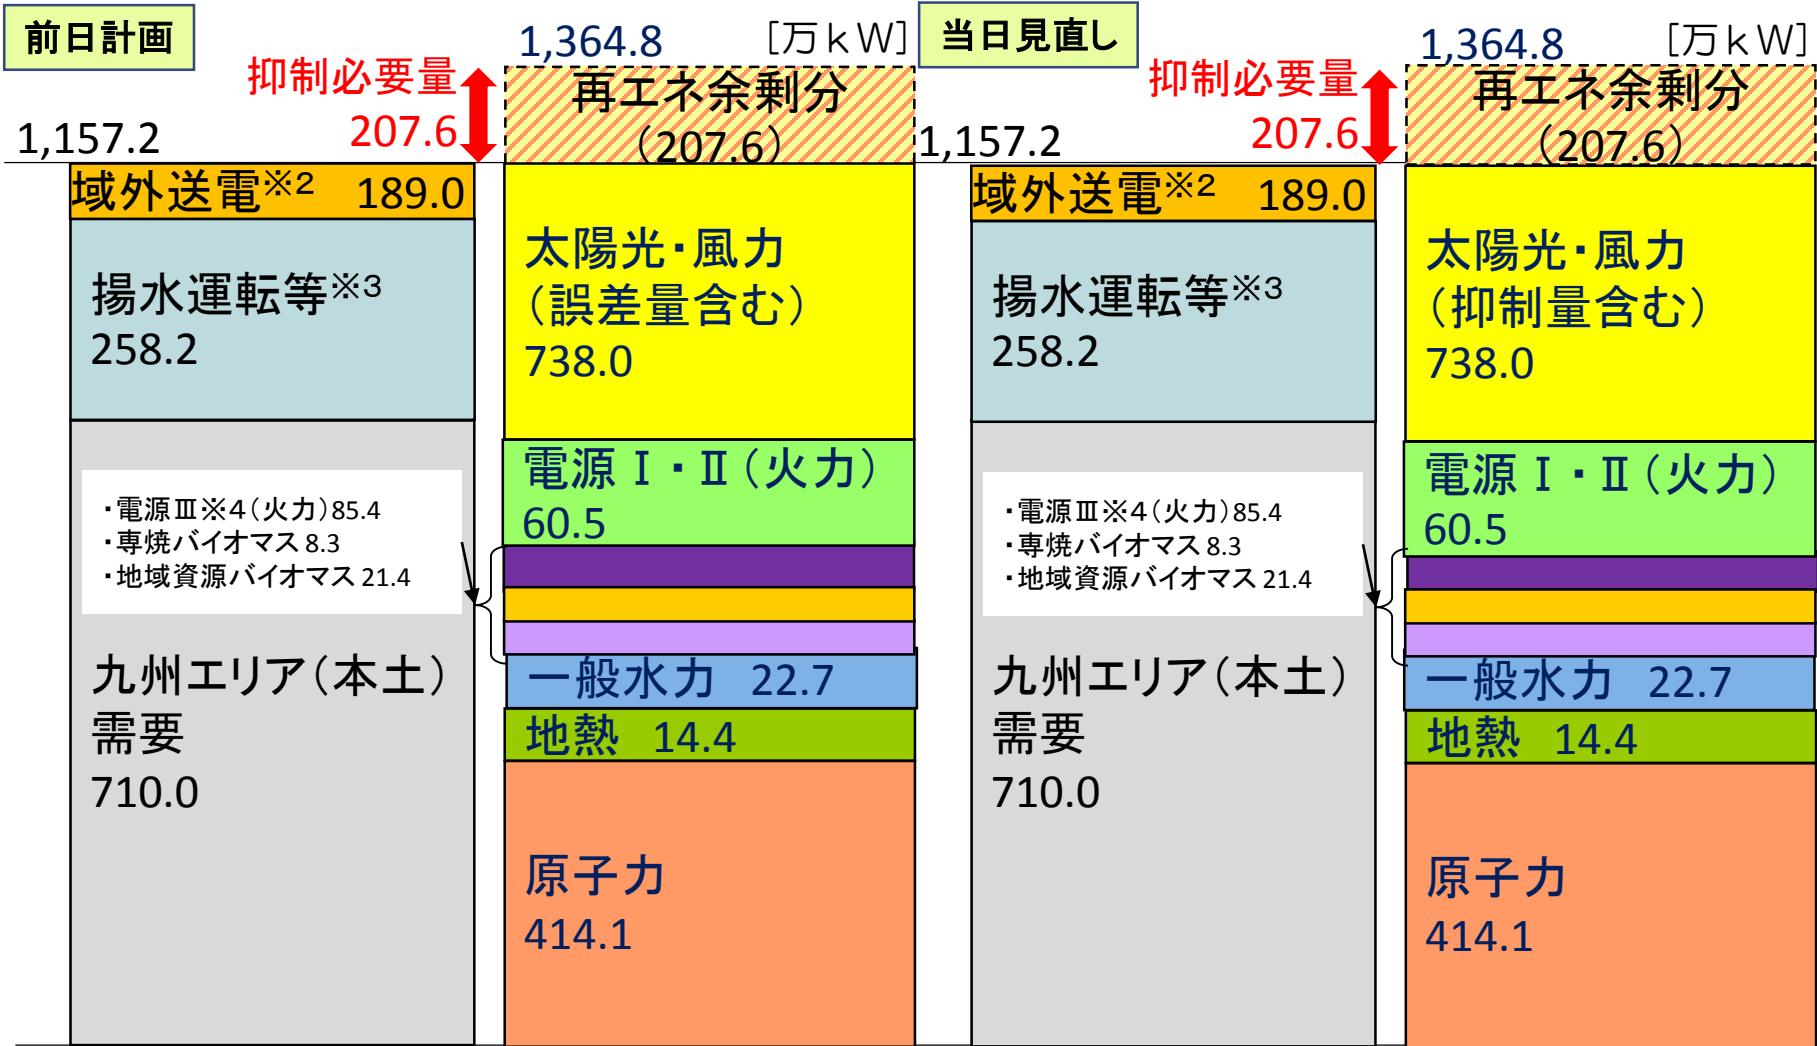 前日計画
1,364.8
[万kW]
抑制必要量
207.6
1,157.2
再エネ余剰分
(207.6)
域外送電※2 189.0
揚水運転等※3
258.2
・電源Ⅲ※4(火力)85.4
・専焼バイオマス 8.3
・地域資源バイオマス 21.4
九州エリア(本土)
需要
710.0
太陽光・風力
(誤差量含む)
738.0
電源Ⅰ・Ⅱ(火力)
60.5
一般水力 22.7
地熱 14.4
原子力
414.1
当日見直し
1,364.8
[万kW]
抑制必要量
207.6
1,157.2
再エネ余剰分
(207.6)
域外送電※2 189.0
揚水運転等※3
258.2
・電源Ⅲ※4(火力)85.4
・専焼バイオマス 8.3
・地域資源バイオマス 21.4
九州エリア(本土)
需要
710.0
太陽光・風力
(抑制量含む)
738.0
電源Ⅰ・Ⅱ(火力)
60.5
一般水力 22.7
地熱 14.4
原子力
414.1